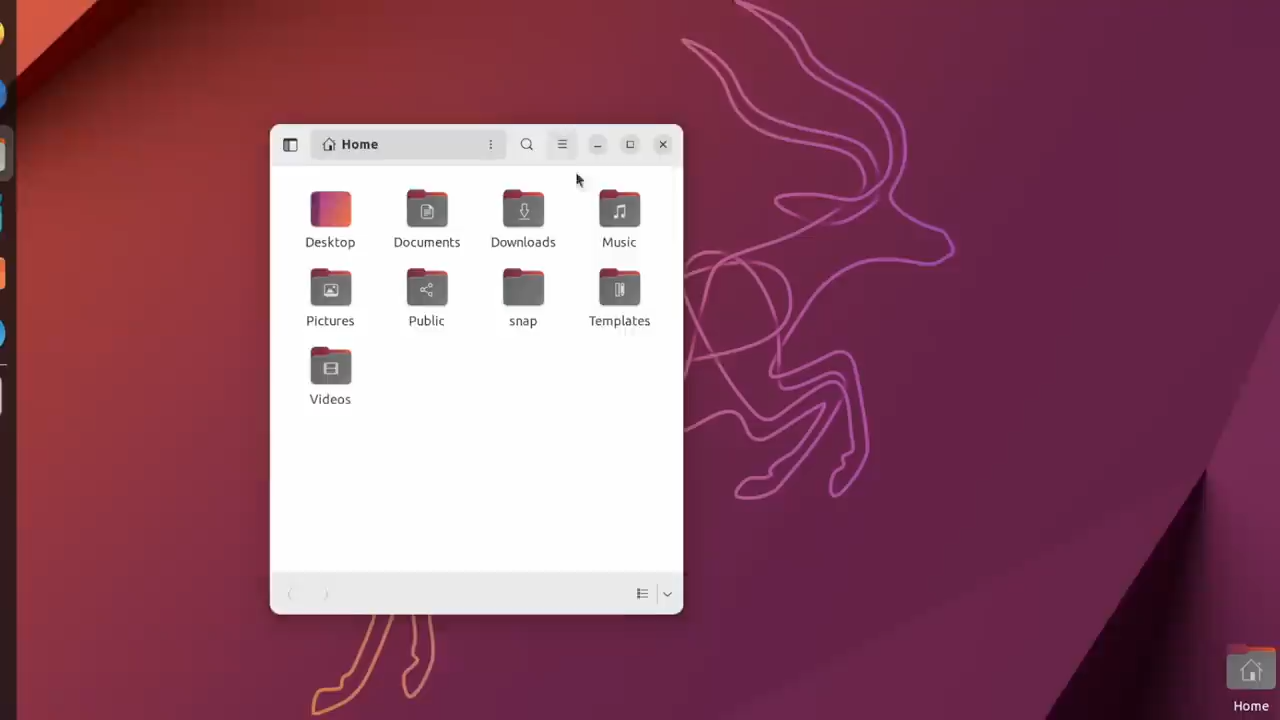 Home
Desktop
Documents
Downloads
Music
Pictures
Public
snap
Templates
Videos
Home